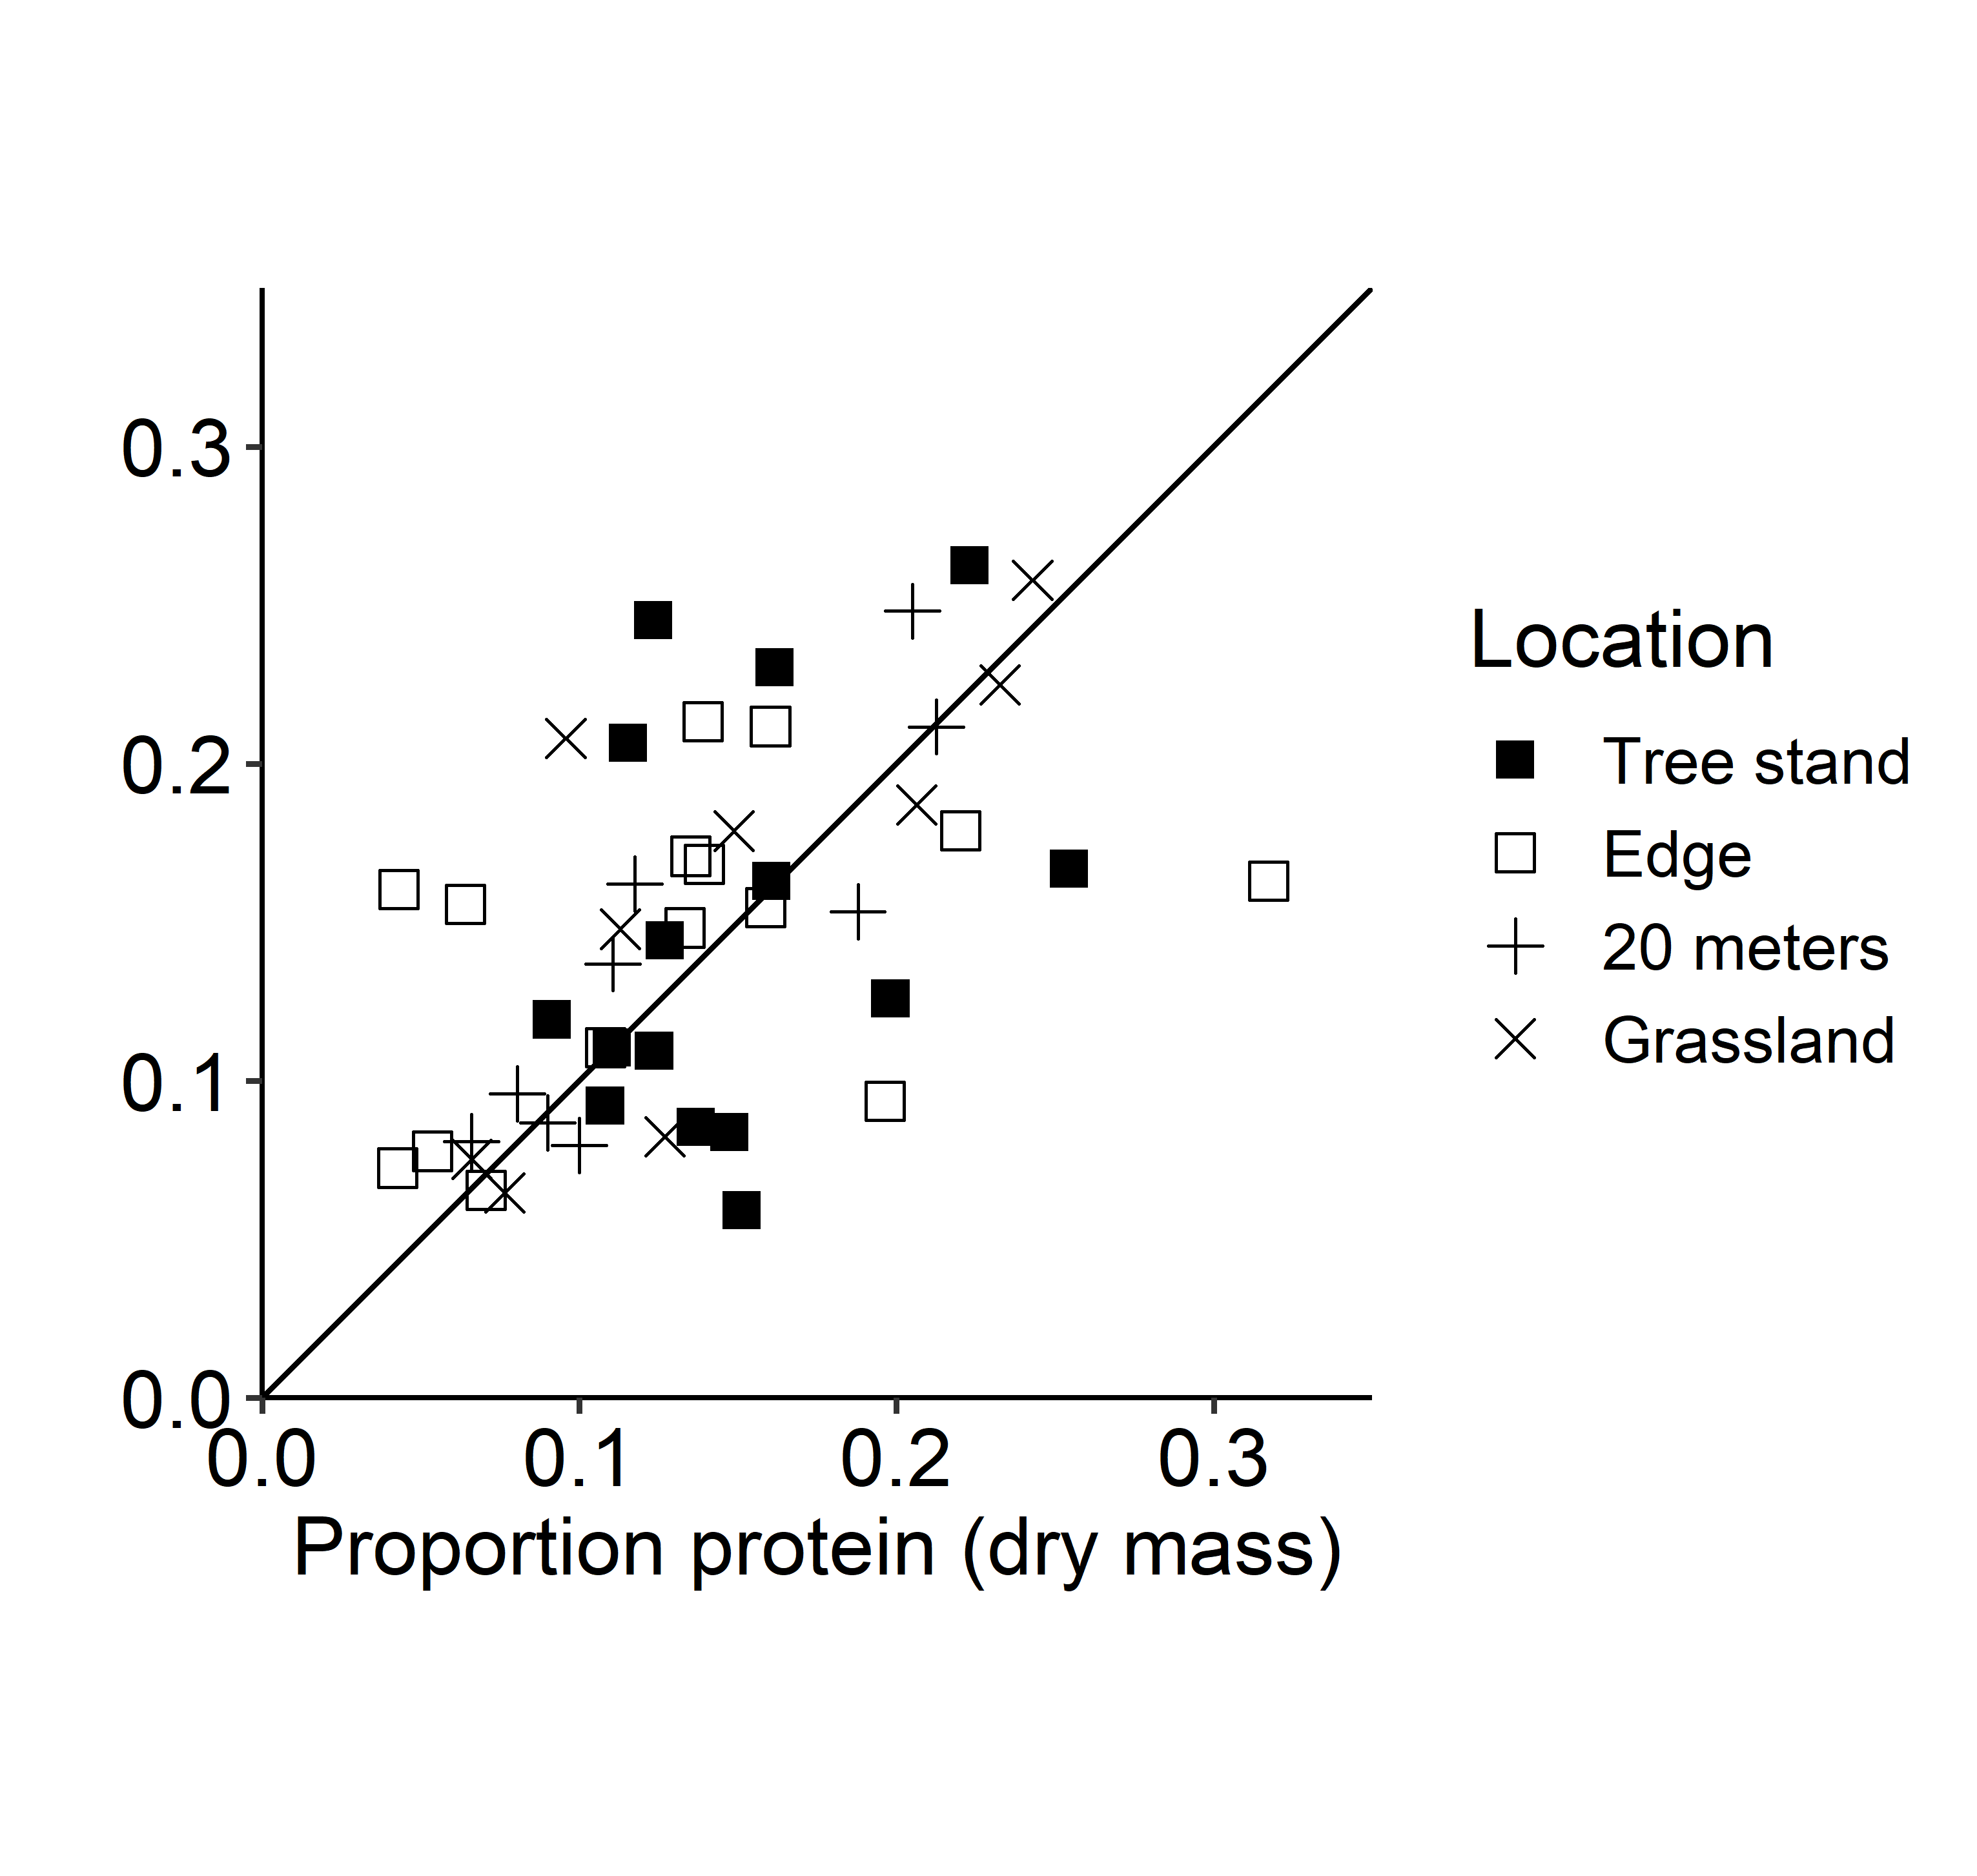 0.3
0.2
0.1
0.0
0.0 0.1 0.2 0.3
Proportion protein (dry mass)
Location
Tree stand
Edge
20 meters
Grassland